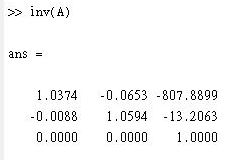 >> inv(A)
ans =
1.0374 -0.0653 -807.8899
-0.0088 1.0594 -13.2063
0.0000 0.0000 1.0000